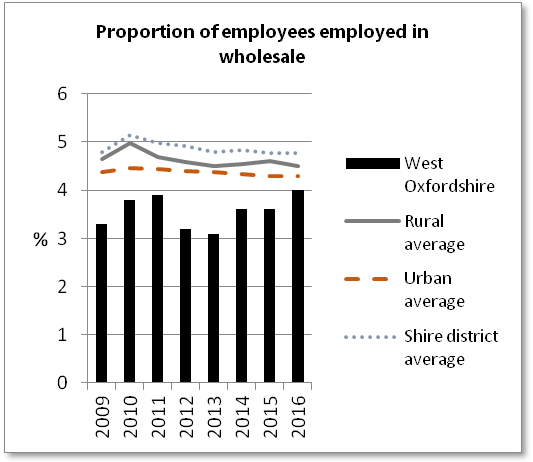 Proportion of employees employed in
wholesale
6
5
4
3
2
1
0
%
2009
2010
2011
2012
2013
2014
2015
2016
West
Oxfordshire
Rural
average
Urban
average
Shire district
average